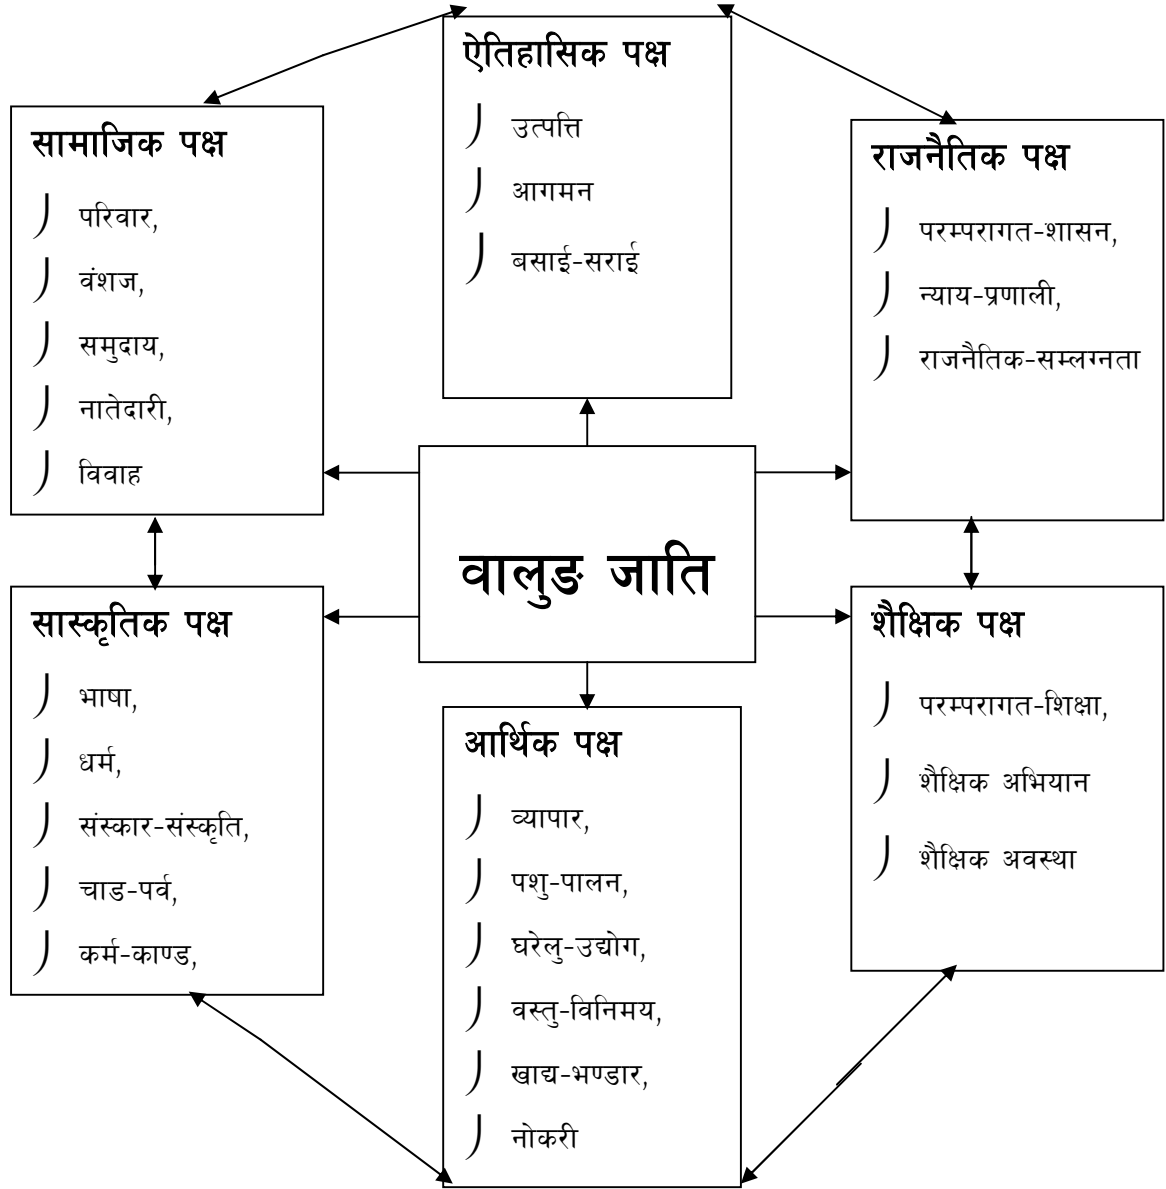 ऐतिहासिक पक्ष
उत्पत्ति
आगमन
बसाई-सराई
सामाजिक पक्ष
परिवार,
वंशज,
समुदाय,
नातेदारी,
विवाह
राजनैतिक पक्ष
परम्परागत-शासन,
न्याय-प्रणाली,
राजनैतिक-सम्लग्नता
वालुङ जाति
सास्कृतिक पक्ष
भाषा,
धर्म,
संस्कार-संस्कृति,
चाड-पर्व,
कर्म-काण्ड,
आर्थिक पक्ष
व्यापार,
पशु-पालन,
घरेलु-उद्योग,
वस्तु-विनिमय,
खाद्य-भण्डार,
नोकरी
शैक्षिक पक्ष
परम्परागत-शिक्षा,
शैक्षिक अभियान
शैक्षिक अवस्था